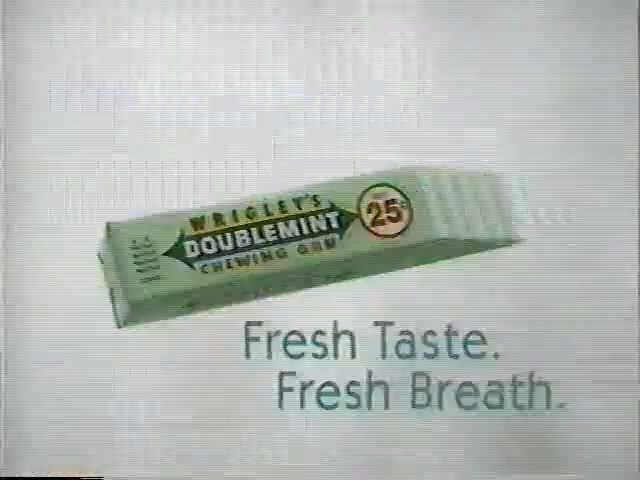 WRIGLEY'S
DOUBLEMINT
CHEWING GUM
25¢
Fresh Taste.
Fresh Breath.